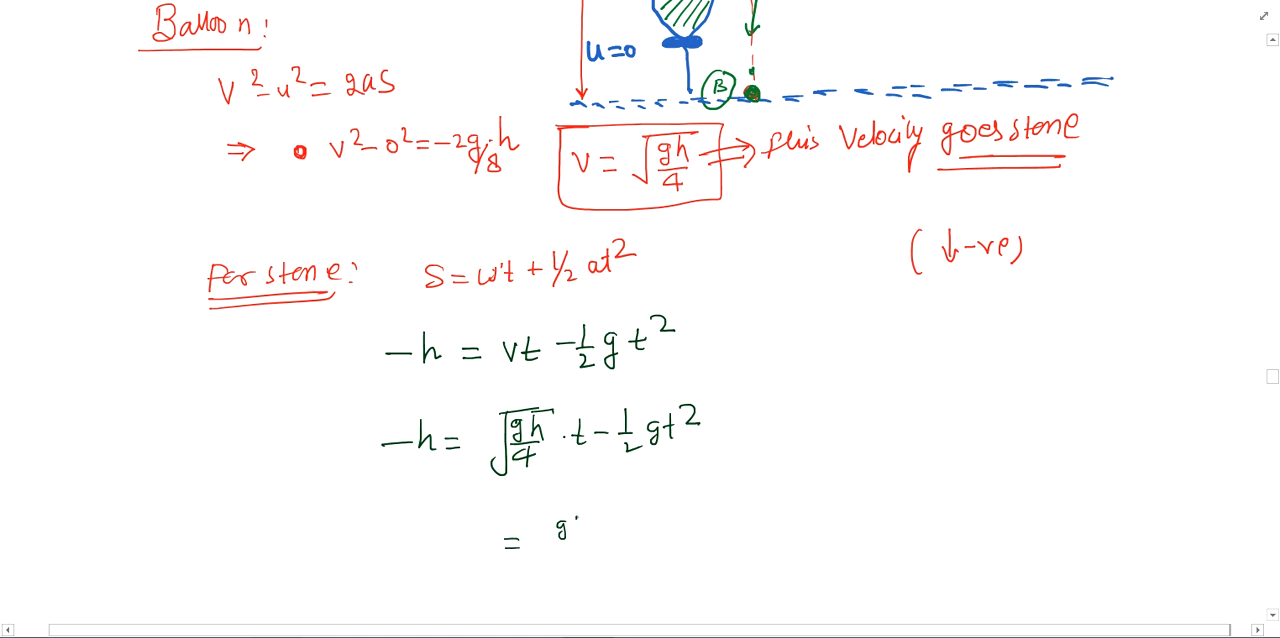 Balloon:
u=0
B
v²-u²=2as
⇒ v²-0²=-2g/8·h
v = √(gh/4) ⇒ this velocity goes stone
(↓-ve)
For stone: S=ut+1/2 at²
-h = vt -1/2 gt²
-h= √(gh/4) ·t-1/2 gt²
= g